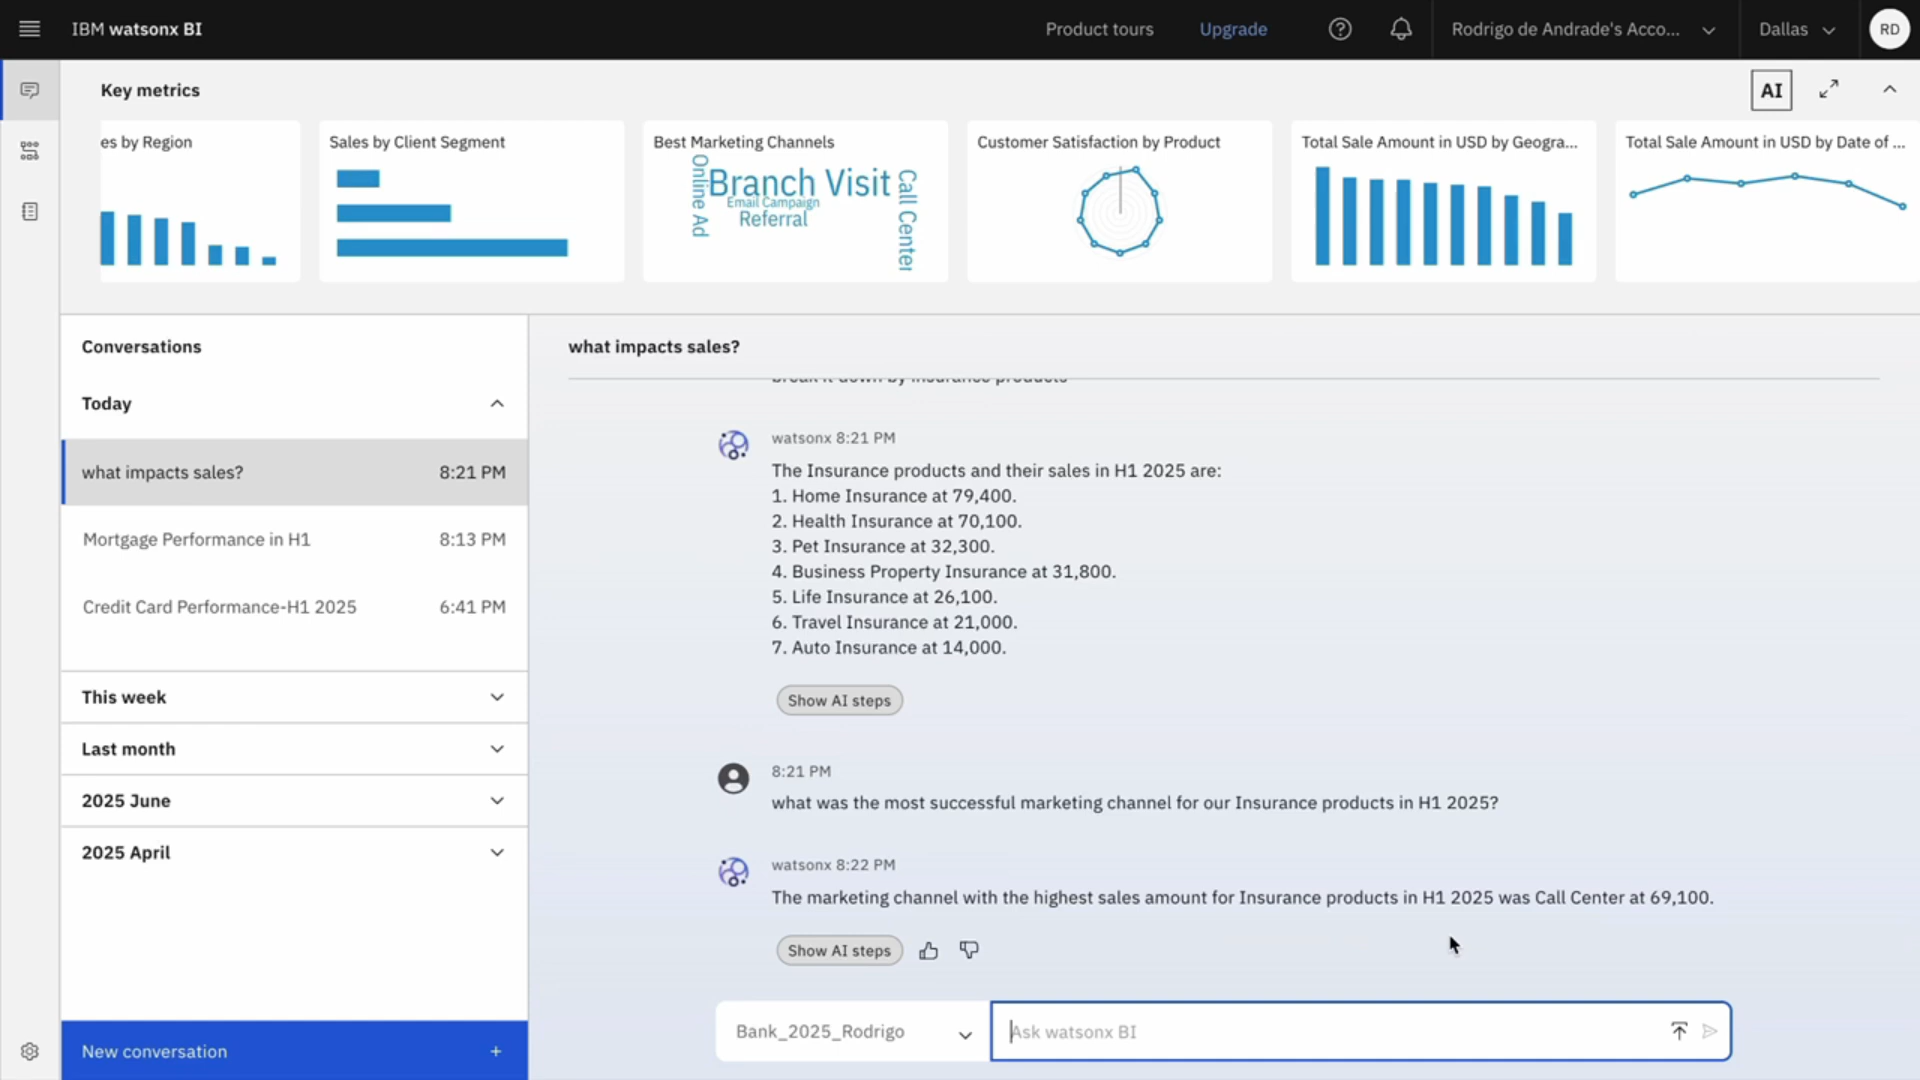 IBM watsonx BI
Product tours
Upgrade
Rodrigo de Andrade's Acco...
Dallas
RD
Key metrics
AI
es by Region
Sales by Client Segment
Best Marketing Channels
Online Ad
Branch Visit
Email Campaign
Referral
Call Center
Customer Satisfaction by Product
Total Sale Amount in USD by Geogra...
Total Sale Amount in USD by Date of ...
Conversations
Today
what impacts sales? 8:21 PM
Mortgage Performance in H1 8:13 PM
Credit Card Performance-H1 2025 6:41 PM
This week
Last month
2025 June
2025 April
New conversation +
what impacts sales?
break it down by insurance products
watsonx 8:21 PM
The Insurance products and their sales in H1 2025 are:
1. Home Insurance at 79,400.
2. Health Insurance at 70,100.
3. Pet Insurance at 32,300.
4. Business Property Insurance at 31,800.
5. Life Insurance at 26,100.
6. Travel Insurance at 21,000.
7. Auto Insurance at 14,000.
Show AI steps
8:21 PM
what was the most successful marketing channel for our Insurance products in H1 2025?
watsonx 8:22 PM
The marketing channel with the highest sales amount for Insurance products in H1 2025 was Call Center at 69,100.
Show AI steps
Bank_2025_Rodrigo
Ask watsonx BI